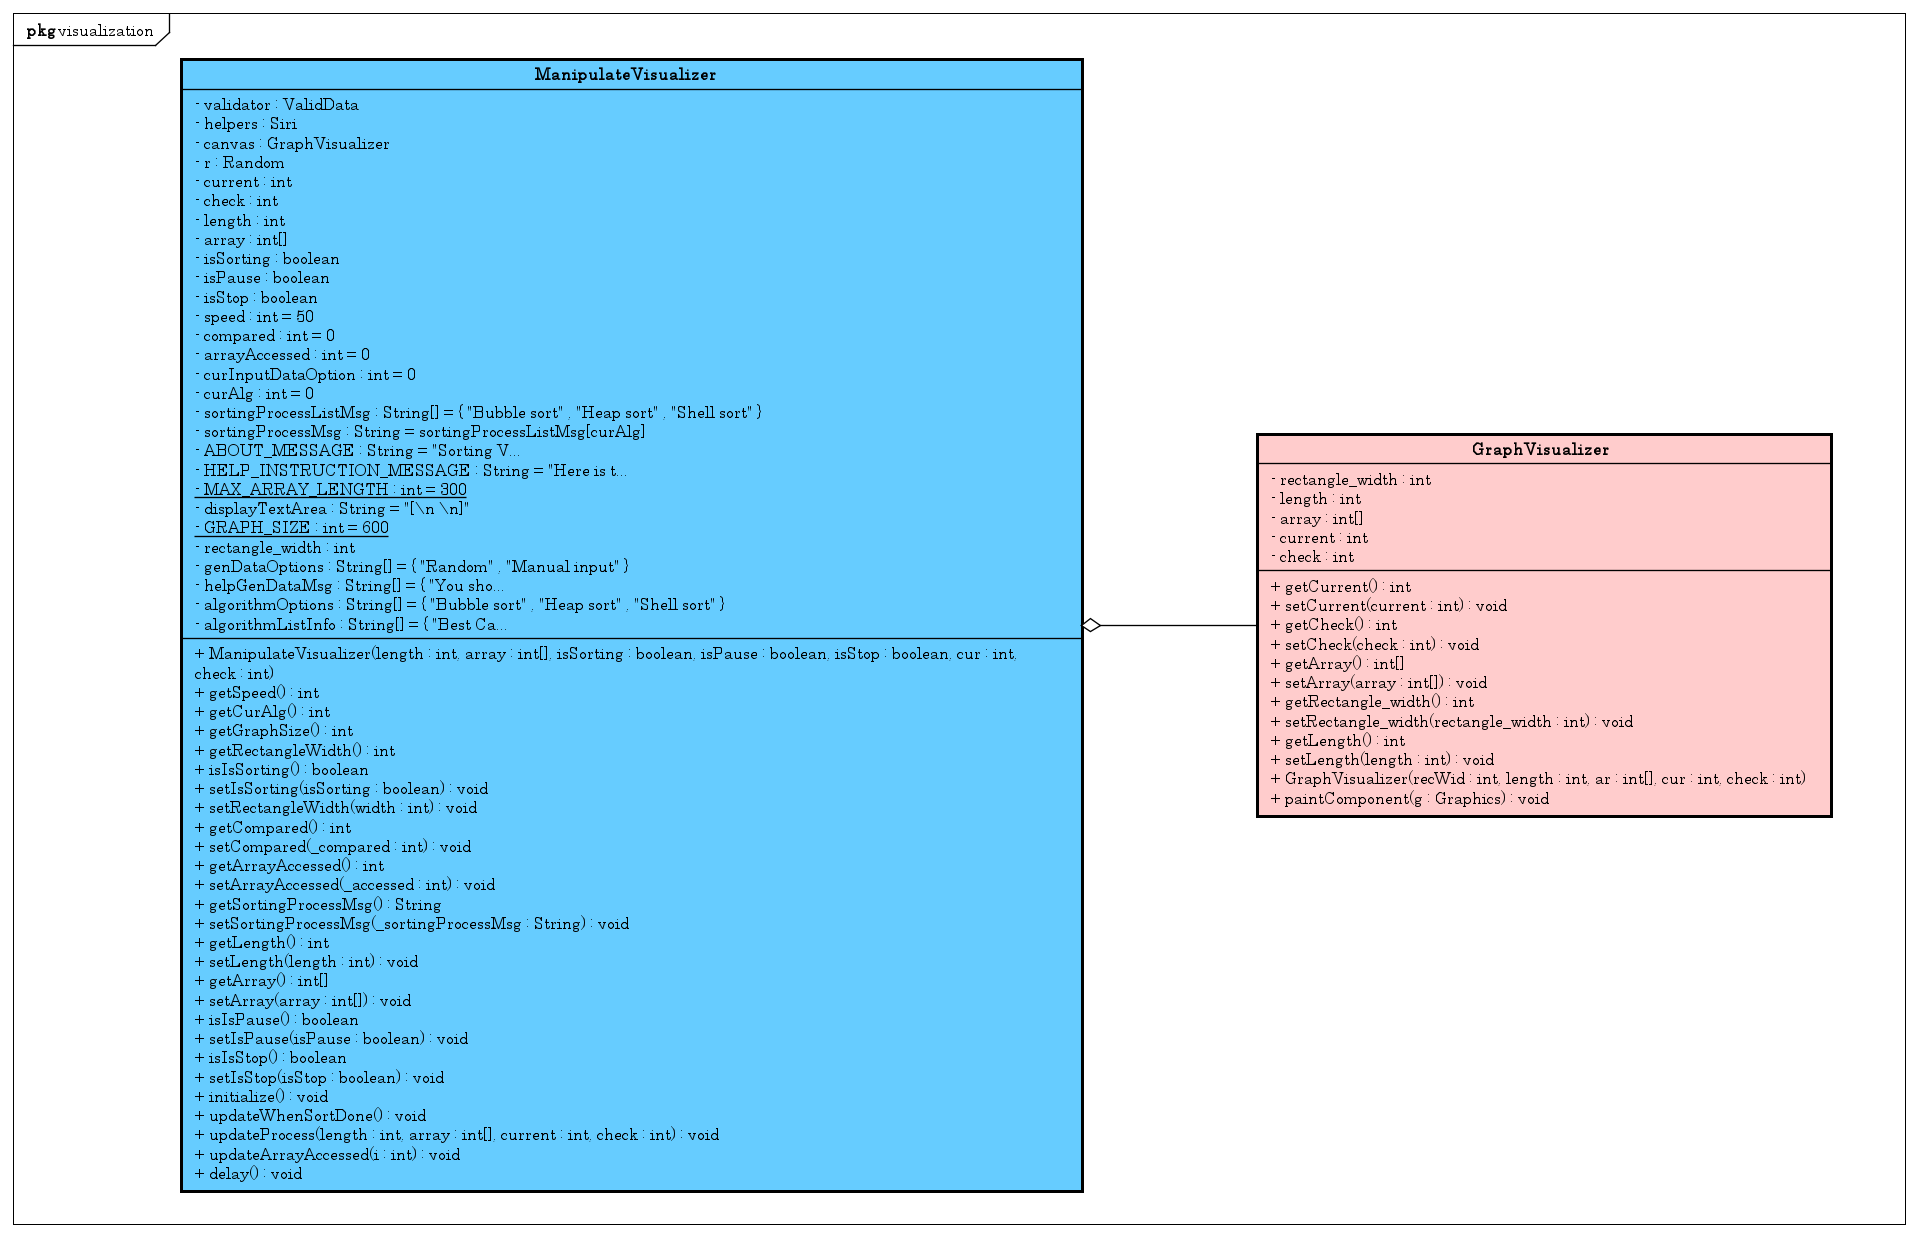 pkg visualization
ManipulateVisualizer
- validator : ValidData
- helpers : Siri
- canvas : GraphVisualizer
- r : Random
- current : int
- check : int
- length : int
- array : int[]
- isSorting : boolean
- isPause : boolean
- isStop : boolean
- speed : int = 50
- compared : int = 0
- arrayAccessed : int = 0
- curInputDataOption : int = 0
- curAlg : int = 0
- sortingProcessListMsg : String[] = { "Bubble sort" , "Heap sort" , "Shell sort" }
- sortingProcessMsg : String = sortingProcessListMsg[curAlg]
- ABOUT_MESSAGE : String = "Sorting V...
- HELP_INSTRUCTION_MESSAGE : String = "Here is t...
- MAX_ARRAY_LENGTH : int = 300
- displayTextArea : String = "[\n \n]"
- GRAPH_SIZE : int = 600
- rectangle_width : int
- genDataOptions : String[] = { "Random" , "Manual input" }
- helpGenDataMsg : String[] = { "You sho...
- algorithmOptions : String[] = { "Bubble sort" , "Heap sort" , "Shell sort" }
- algorithmListInfo : String[] = { "Best Ca...
+ ManipulateVisualizer(length : int, array : int[], isSorting : boolean, isPause : boolean, isStop : boolean, cur : int,
check : int)
+ getSpeed() : int
+ getCurAlg() : int
+ getGraphSize() : int
+ getRectangleWidth() : int
+ isIsSorting() : boolean
+ setIsSorting(isSorting : boolean) : void
+ setRectangleWidth(width : int) : void
+ getCompared() : int
+ setCompared(_compared : int) : void
+ getArrayAccessed() : int
+ setArrayAccessed(_accessed : int) : void
+ getSortingProcessMsg() : String
+ setSortingProcessMsg(_sortingProcessMsg : String) : void
+ getLength() : int
+ setLength(length : int) : void
+ getArray() : int[]
+ setArray(array : int[]) : void
+ isIsPause() : boolean
+ setIsPause(isPause : boolean) : void
+ isIsStop() : boolean
+ setIsStop(isStop : boolean) : void
+ initialize() : void
+ updateWhenSortDone() : void
+ updateProcess(length : int, array : int[], current : int, check : int) : void
+ updateArrayAccessed(i : int) : void
+ delay() : void
GraphVisualizer
- rectangle_width : int
- length : int
- array : int[]
- current : int
- check : int
+ getCurrent() : int
+ setCurrent(current : int) : void
+ getCheck() : int
+ setCheck(check : int) : void
+ getArray() : int[]
+ setArray(array : int[]) : void
+ getRectangle_width() : int
+ setRectangle_width(rectangle_width : int) : void
+ getLength() : int
+ setLength(length : int) : void
+ GraphVisualizer(recWid : int, length : int, ar : int[], cur : int, check : int)
+ paintComponent(g : Graphics) : void